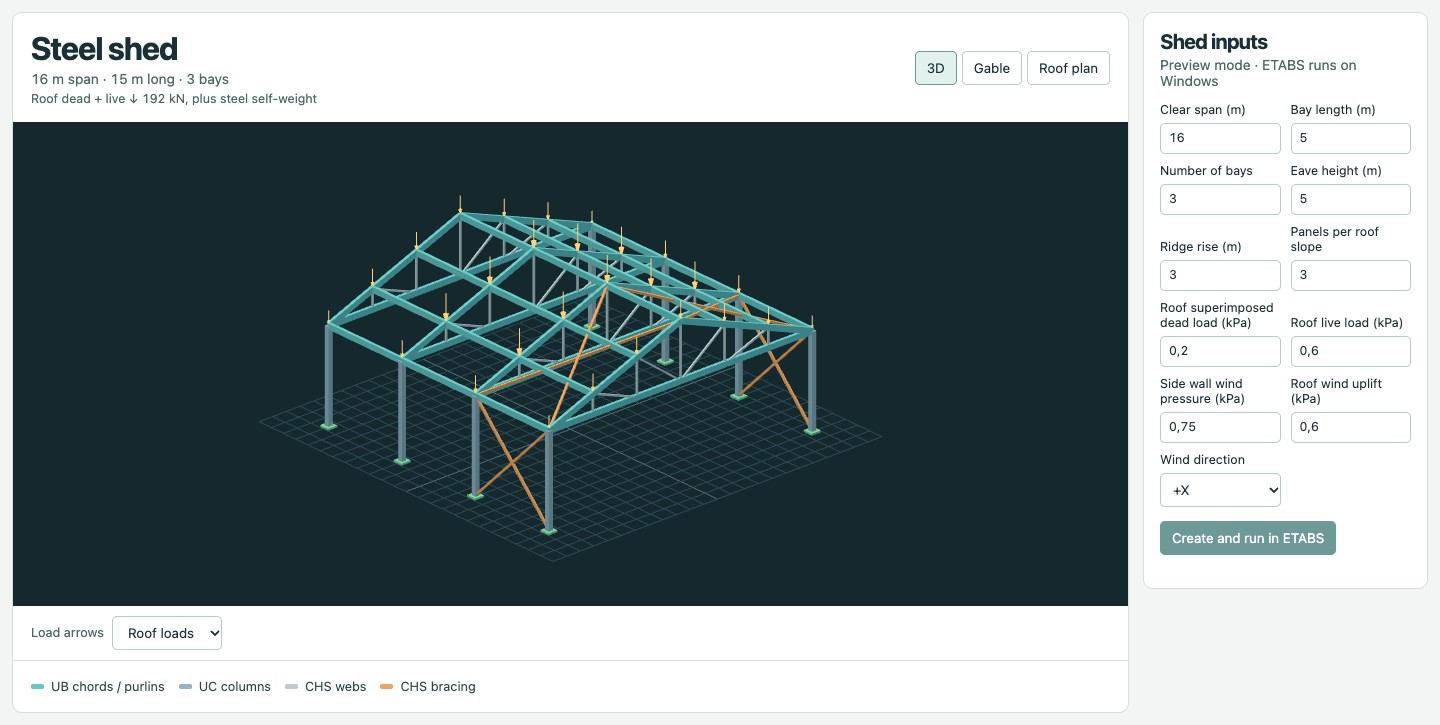 Steel shed
16 m span · 15 m long · 3 bays
Roof dead + live ↓ 192 kN, plus steel self-weight
3D
Gable
Roof plan
Load arrows
Roof loads
UB chords / purlins
UC columns
CHS webs
CHS bracing
Shed inputs
Preview mode · ETABS runs on
Windows
Clear span (m)
Bay length (m)
16
5
Number of bays
Eave height (m)
3
5
Ridge rise (m)
Panels per roof
slope
3
3
Roof superimposed
dead load (kPa)
Roof live load (kPa)
0,2
0,6
Side wall wind
pressure (kPa)
Roof wind uplift
(kPa)
0,75
0,6
Wind direction
+X
Create and run in ETABS